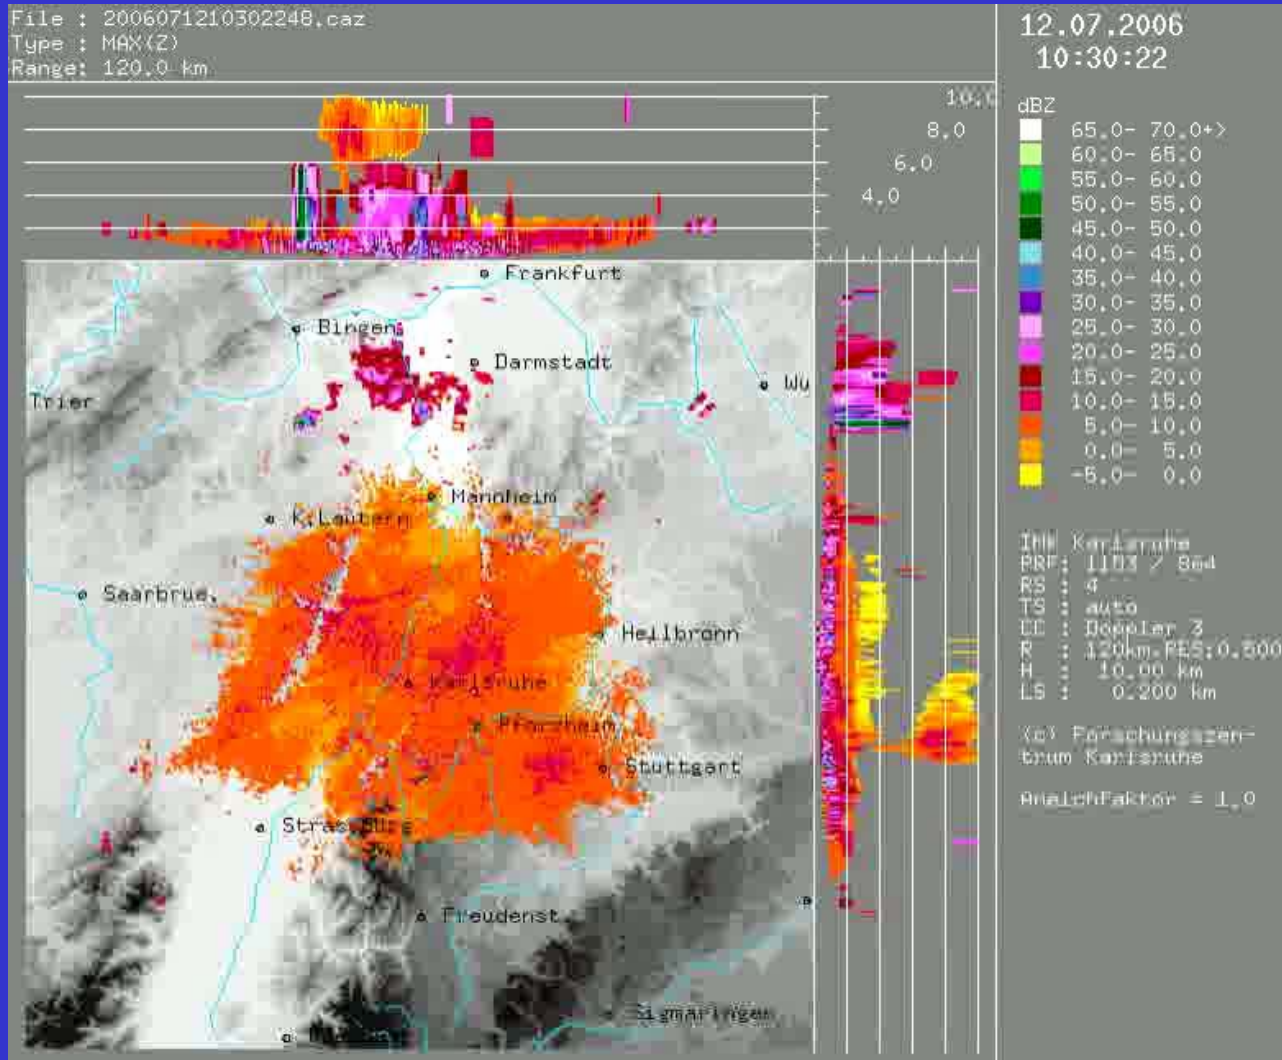 File : 2006071210302248.caz
Type : MAX(Z)
Range: 120.0 km
12.07.2006
10:30:22
10.0
8.0
6.0
4.0
dBZ
65.0- 70.0+>
60.0- 65.0
55.0- 60.0
50.0- 55.0
45.0- 50.0
40.0- 45.0
35.0- 40.0
30.0- 35.0
25.0- 30.0
20.0- 25.0
15.0- 20.0
10.0- 15.0
5.0- 10.0
0.0- 5.0
-5.0- 0.0
Frankfurt
Bingen
Darmstadt
Wu
Trier
Mannheim
K.Lautern
Saarbrue.
Heilbronn
Karlsruhe
Pforzheim
Stuttgart
Strasbourg
Freudenst.
Sigmaringen
IMK Karlsruhe
PRF: 1153 / 864
RS : 4
TS : auto
CC : Doppler 3
R : 120km,RES:0.500
H : 10.00 km
LS : 0.200 km
(c) Forschungszen-
trum Karlsruhe
= 1.0